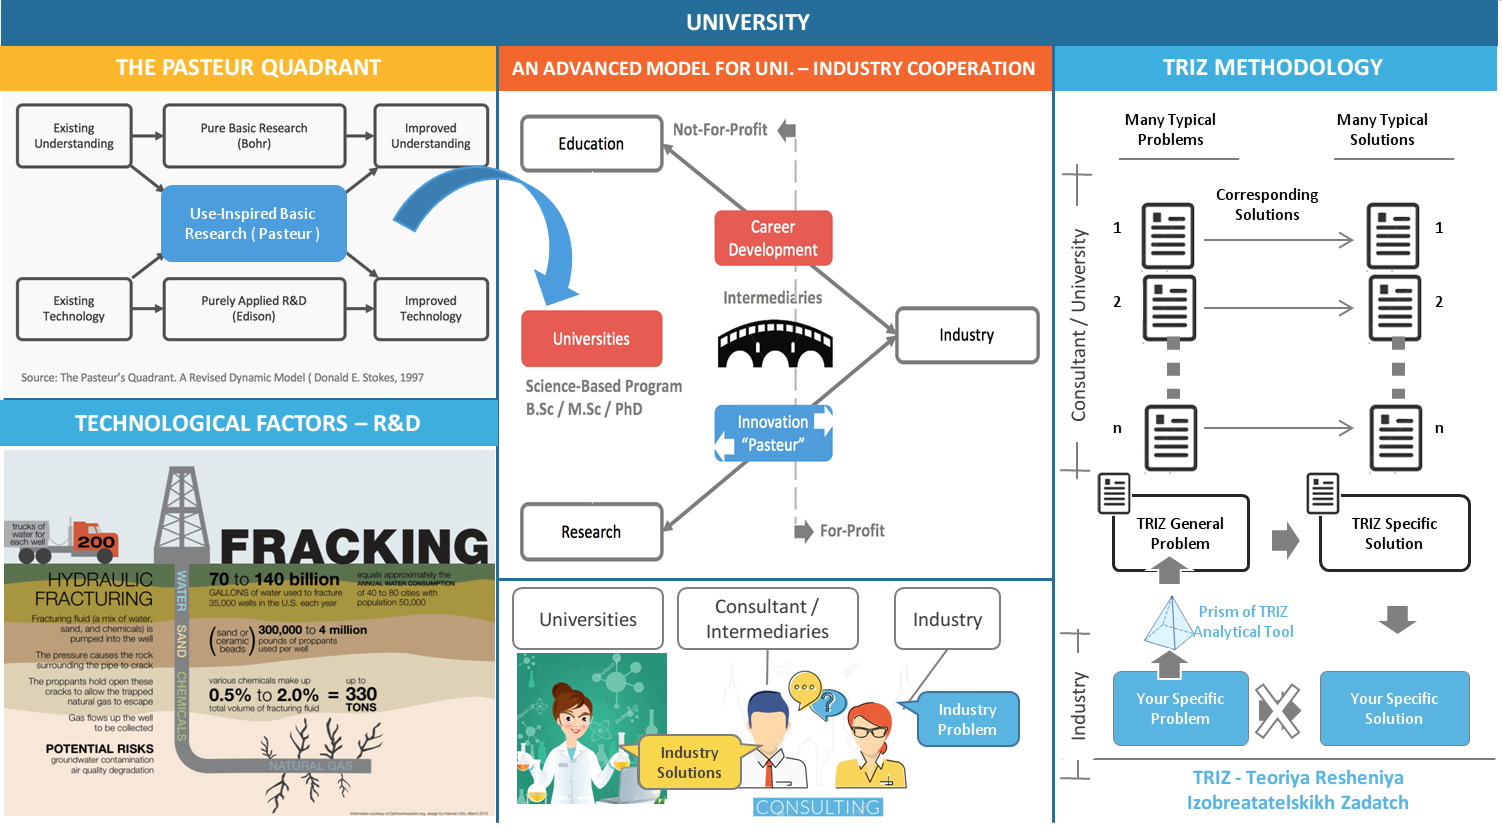 UNIVERSITY
THE PASTEUR QUADRANT
Existing
Understanding
Pure Basic Research
(Bohr)
Improved
Understanding
Use-Inspired Basic
Research ( Pasteur )
Existing
Technology
Purely Applied R&D
(Edison)
Improved
Technology
Source: The Pasteur's Quadrant. A Revised Dynamic Model ( Donald E. Stokes, 1997
TECHNOLOGICAL FACTORS – R&D
trucks of
water for
each well
200
FRACKING
HYDRAULIC
FRACTURING
Fracturing fluid (a mix of water,
sand, and chemicals) is
pumped into the well
The pressure causes the rock
surrounding the pipe to crack
The proppants hold open these
cracks to allow the trapped
natural gas to escape
Gas flows up the well
to be collected
POTENTIAL RISKS
groundwater contamination
air quality degradation
WATER
SAND
CHEMICALS
70 to 140 billion
GALLONS of water used to fracture
35,000 wells in the U.S. each year
equals approximately the
ANNUAL WATER CONSUMPTION
of 40 to 80 cities with
population 50,000
(sand or
ceramic
beads)
300,000 to 4 million
pounds of proppants
used per well
various chemicals make up
0.5% to 2.0%
total volume of fracturing fluid
=
up to
330
TONS
NATURAL GAS
Information courtesy of Earthworksaction.org, design by Hannah Otto, March 2013
AN ADVANCED MODEL FOR UNI. – INDUSTRY COOPERATION
Education
Not-For-Profit
Career
Development
Intermediaries
Industry
Universities
Science-Based Program
B.Sc / M.Sc / PhD
Innovation
"Pasteur"
Research
For-Profit
Universities
Consultant /
Intermediaries
Industry
Industry
Problem
Industry
Solutions
CONSULTING
TRIZ METHODOLOGY
Many Typical
Problems
Many Typical
Solutions
Consultant / University
Corresponding
Solutions
1
1
2
2
n
n
TRIZ General
Problem
TRIZ Specific
Solution
Prism of TRIZ
Analytical Tool
Industry
Your Specific
Problem
Your Specific
Solution
TRIZ - Teoriya Resheniya
Izobreatatelskikh Zadatch